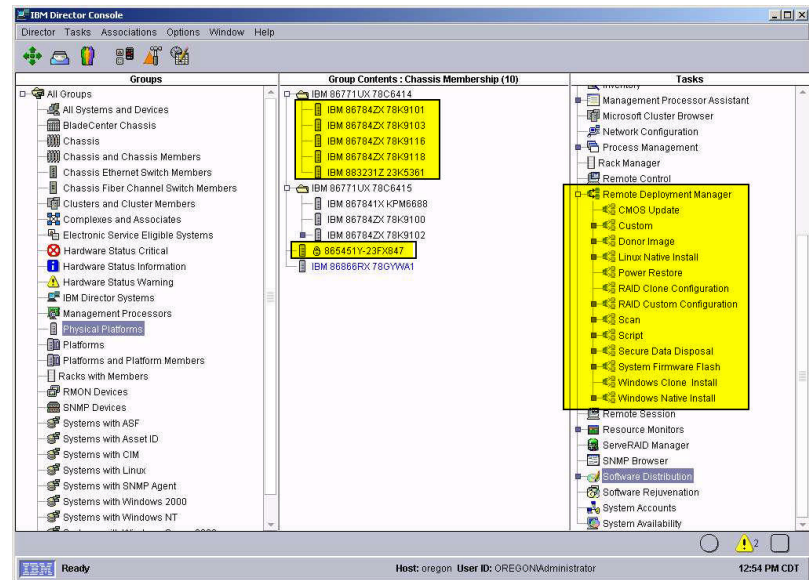 IBM Director Console
Director Tasks Associations Options Window Help
Groups
All Groups
All Systems and Devices
BladeCenter Chassis
Chassis
Chassis and Chassis Members
Chassis Ethernet Switch Members
Chassis Fiber Channel Switch Members
Clusters and Cluster Members
Complexes and Associates
Electronic Service Eligible Systems
Hardware Status Critical
Hardware Status Information
Hardware Status Warning
IBM Director Systems
Management Processors
Physical Platforms
Platforms
Platforms and Platform Members
Racks with Members
RMON Devices
SNMP Devices
Systems with ASF
Systems with Asset ID
Systems with CIM
Systems with Linux
Systems with SNMP Agent
Systems with Windows 2000
Systems with Windows NT
Group Contents : Chassis Membership (10)
IBM 86771UX 78C6414
IBM 86784ZX 78K9101
IBM 86784ZX 78K9103
IBM 86784ZX 78K9116
IBM 86784ZX 78K9118
IBM 883231Z 23K5361
IBM 86771UX 78C6415
IBM 867841X KPM6688
IBM 86784ZX 78K9100
IBM 86784ZX 78K9102
865451Y-23FX847
IBM 86866RX 78GYWA1
Tasks
Inventory
Management Processor Assistant
Microsoft Cluster Browser
Network Configuration
Process Management
Rack Manager
Remote Control
Remote Deployment Manager
CMOS Update
Custom
Donor Image
Linux Native Install
Power Restore
RAID Clone Configuration
RAID Custom Configuration
Scan
Script
Secure Data Disposal
System Firmware Flash
Windows Clone Install
Windows Native Install
Remote Session
Resource Monitors
ServeRAID Manager
SNMP Browser
Software Distribution
Software Rejuvenation
System Accounts
System Availability
2
IBM Ready
Host: oregon User ID: OREGON\Administrator
12:54 PM CDT